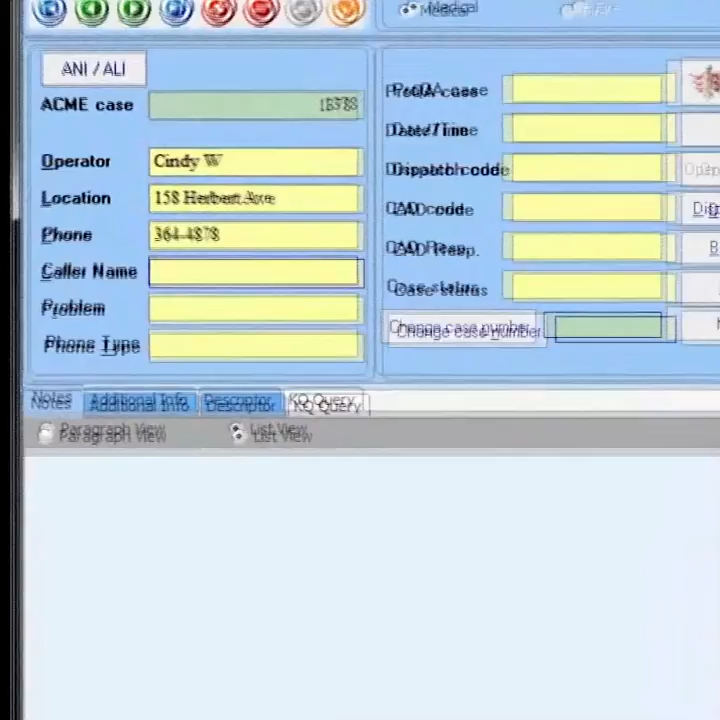 Medical
ANI / ALI
ACME case
Operator Cindy W
Location 158 Herbert Ave
Phone 364-4878
Caller Name
Problem
Phone Type
ProQA case
Date/Time
Dispatch code
CAD code
CAD Resp.
Case status
Change case number
Notes Additional Info Descriptor KQ Query
Paragraph View List View